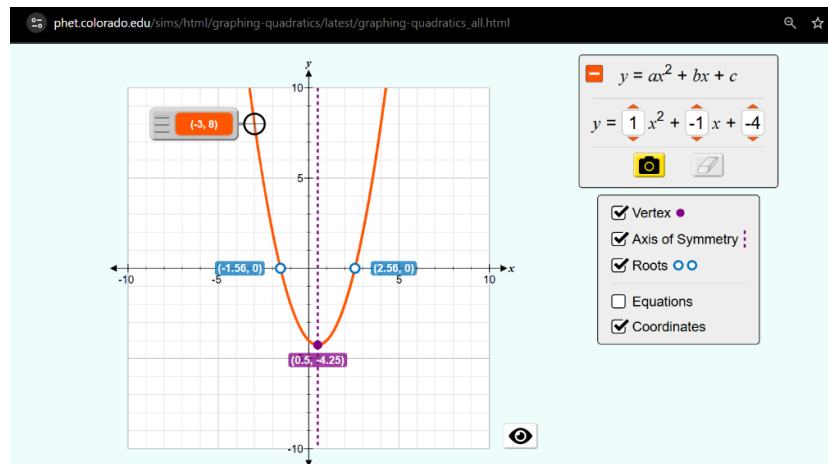 phet.colorado.edu/sims/html/graphing-quadratics/latest/graphing-quadratics_all.html
y
10
(-3, 8)
5
(-1.56, 0)
(2.56, 0)
x
-10
-5
5
10
(0.5, -4.25)
-10
y = ax² + bx + c
y = 1 x² + -1 x + -4
Vertex
Axis of Symmetry
Roots
Equations
Coordinates